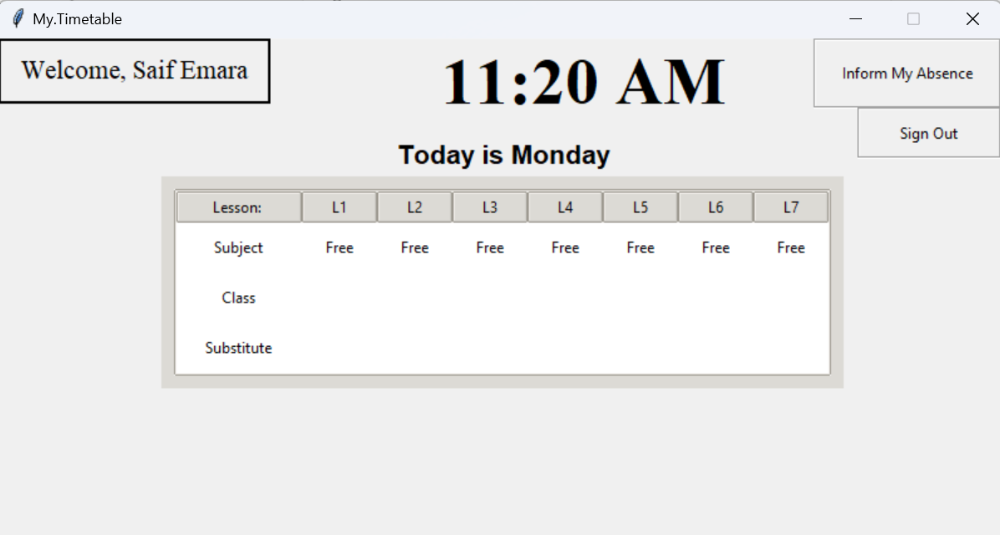 My.Timetable
Welcome, Saif Emara
11:20 AM
Inform My Absence
Sign Out
Today is Monday
Lesson: L1 L2 L3 L4 L5 L6 L7
Subject Free Free Free Free Free Free Free
Class
Substitute